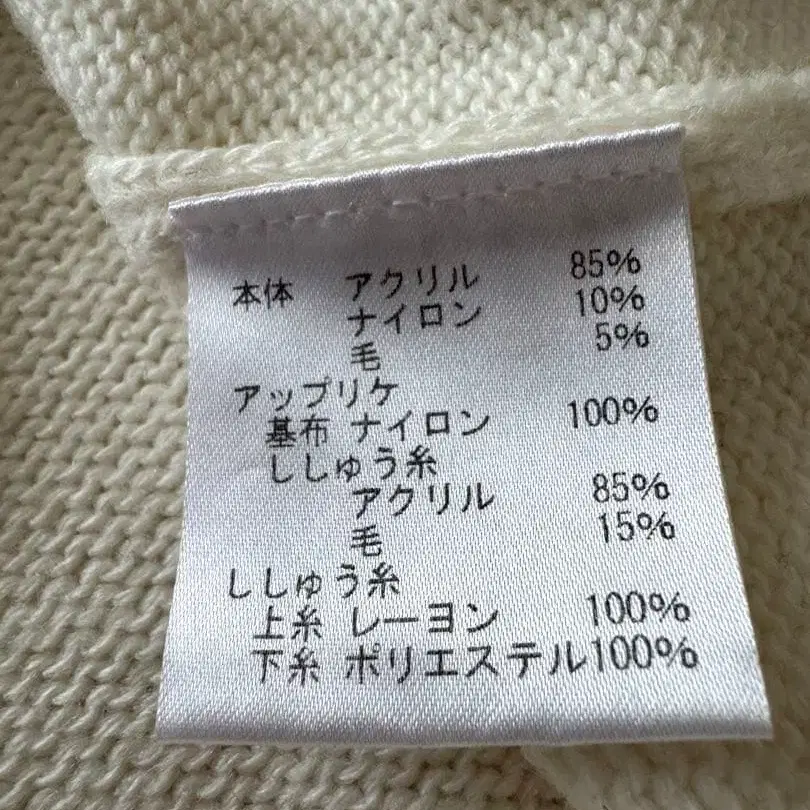 本体 アクリル 85%
ナイロン 10%
毛 5%
アップリケ
基布 ナイロン 100%
ししゅう糸
アクリル 85%
毛 15%
ししゅう糸
上糸 レーヨン 100%
下糸 ポリエステル100%